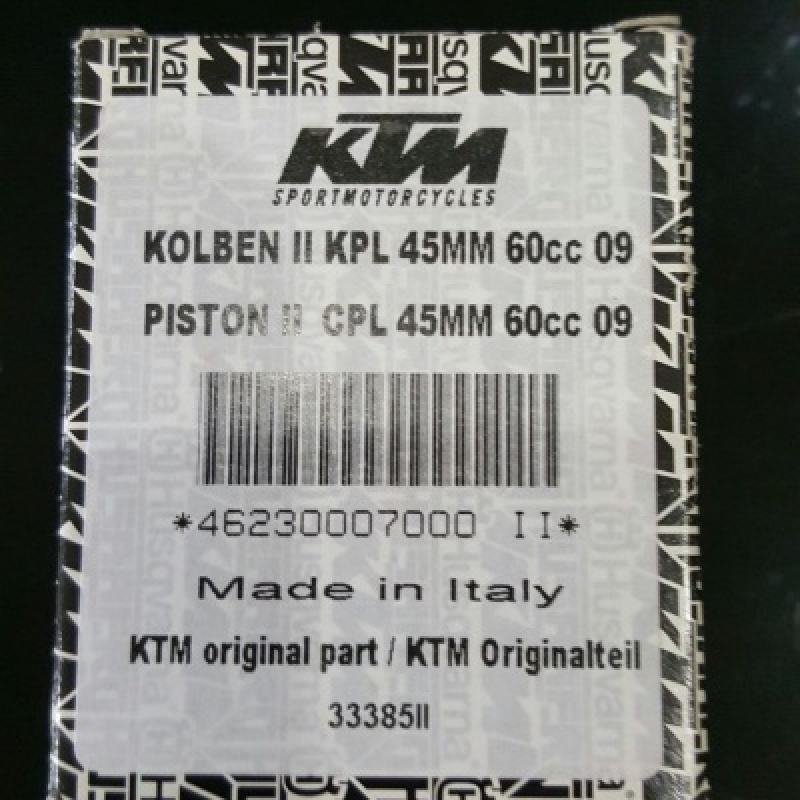 KTM
SPORTMOTORCYCLES
KOLBEN II KPL 45MM 60cc 09
PISTON II CPL 45MM 60cc 09
*46230007000 II*
Made in Italy
KTM original part / KTM Originalteil
33385II